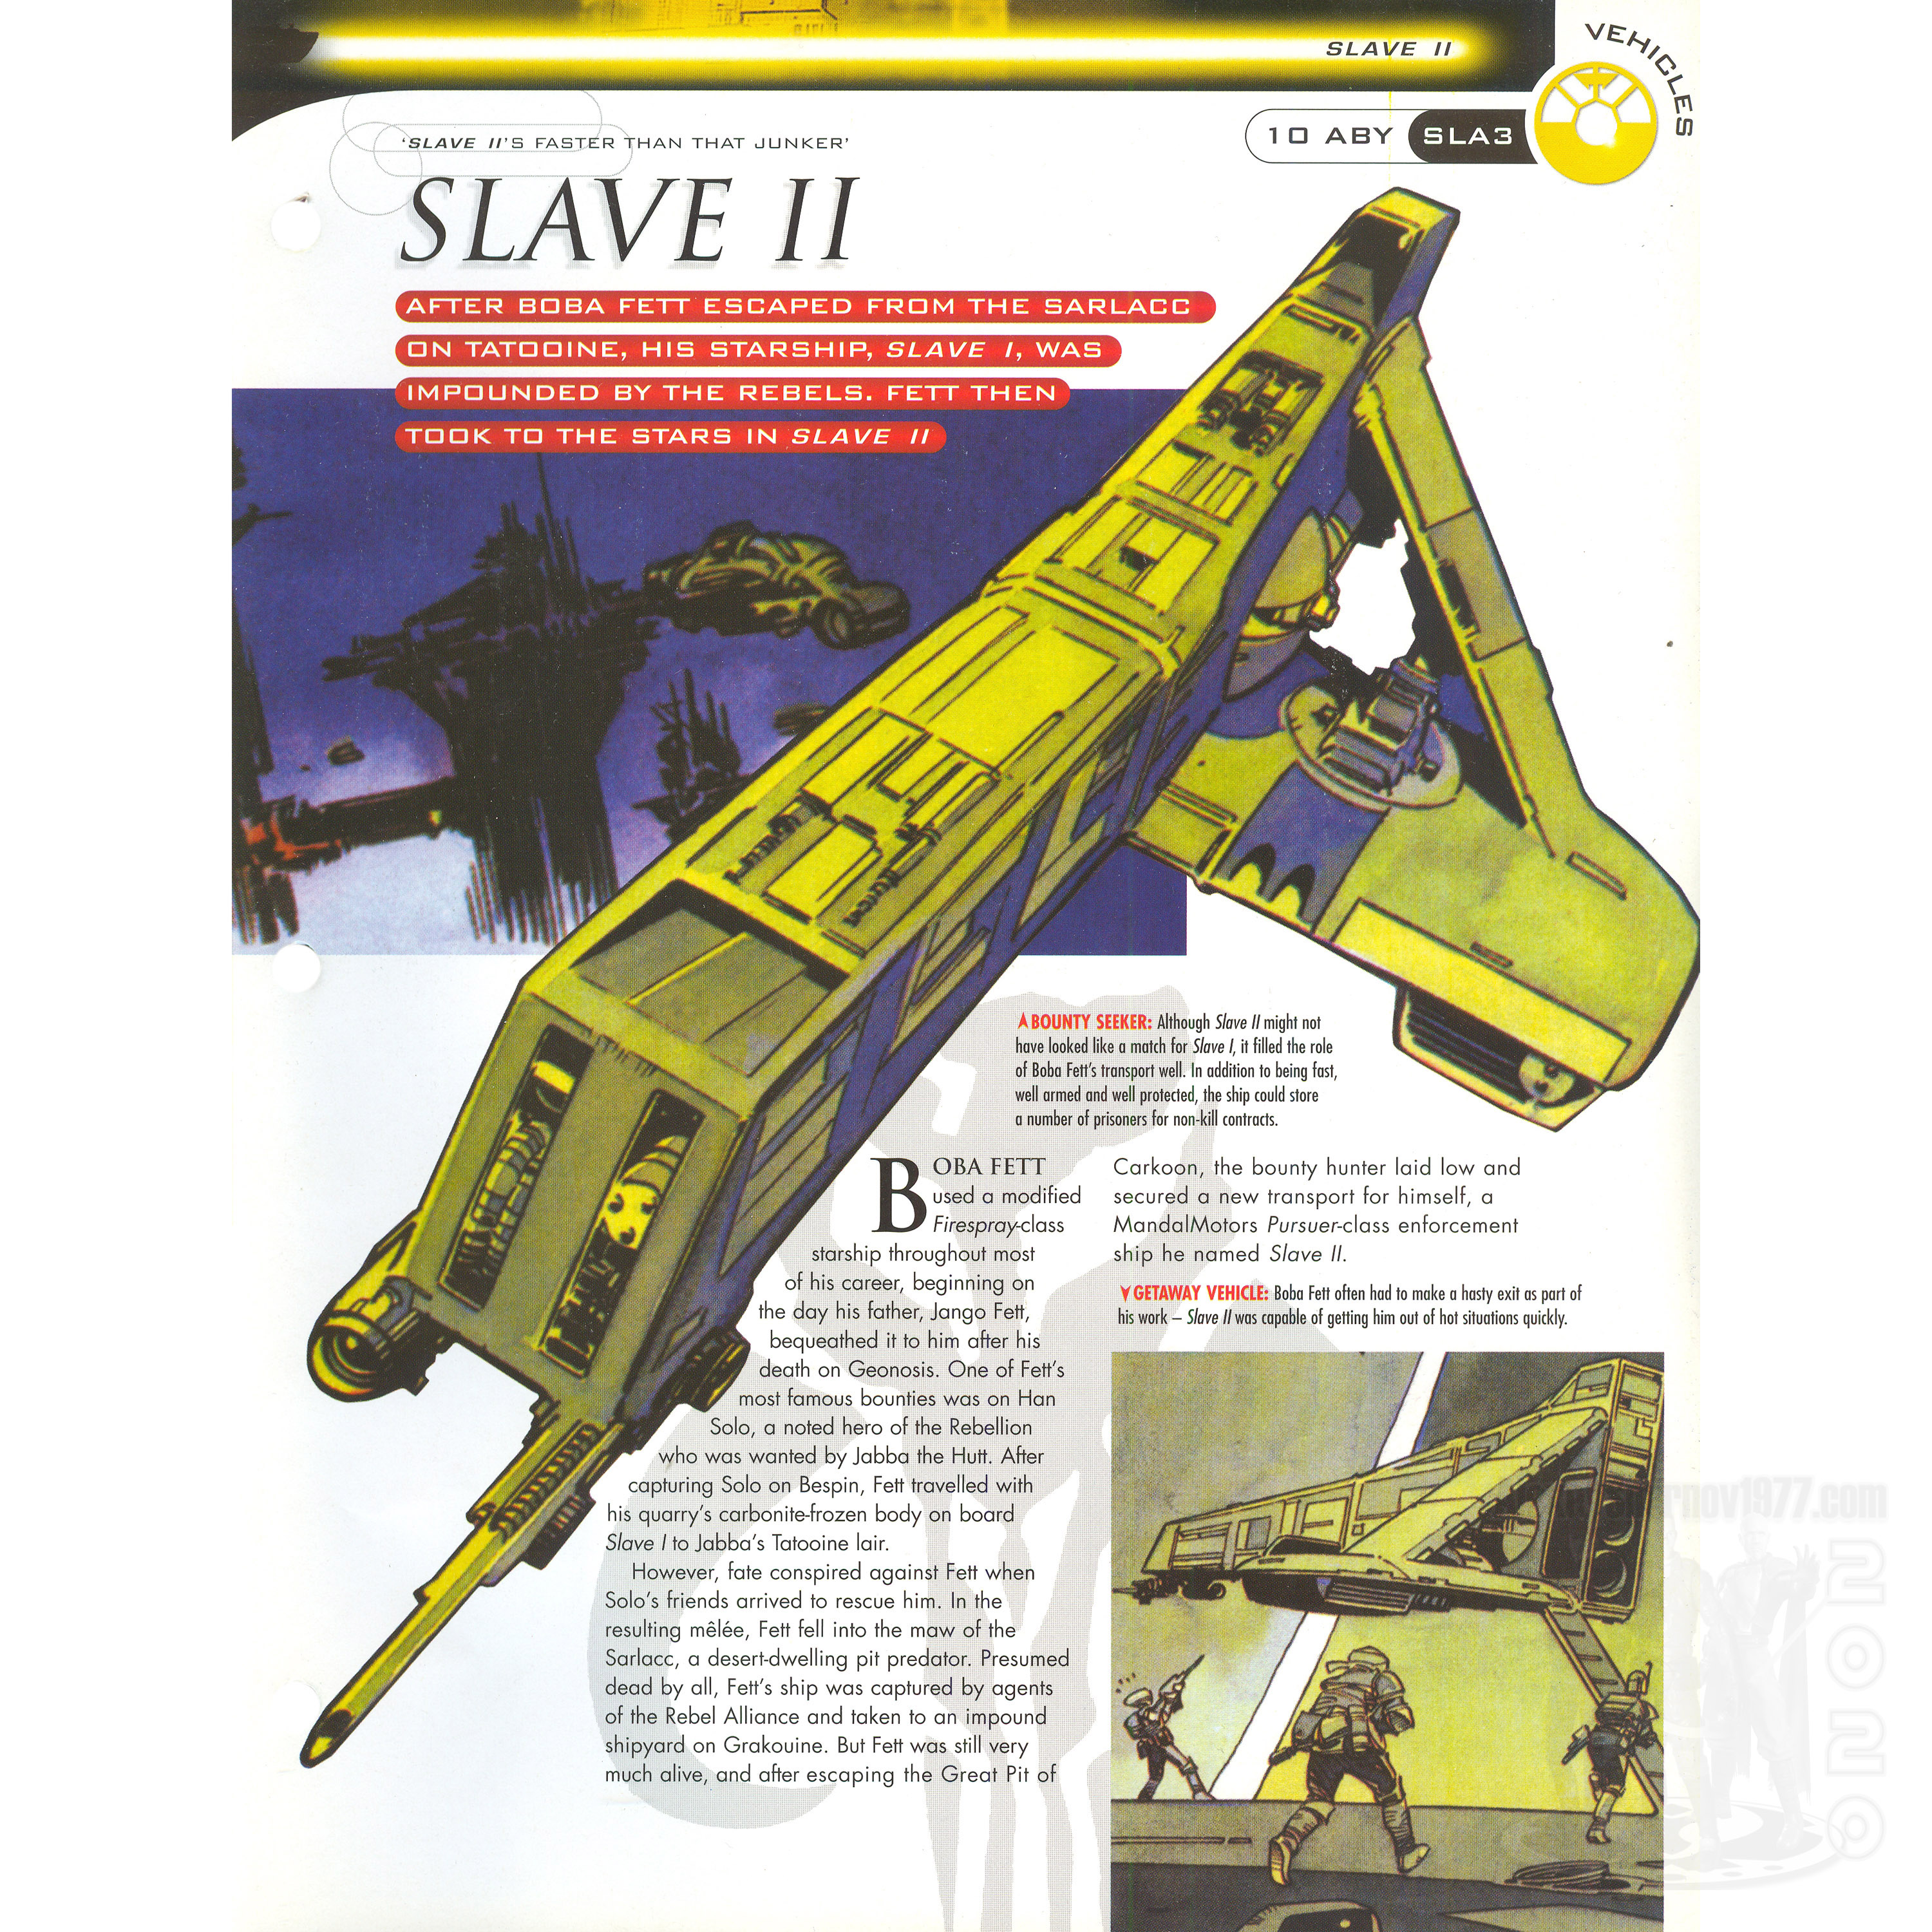 SLAVE II
VEHICLES
10 ABY SLA3
‘SLAVE II’S FASTER THAN THAT JUNKER’
SLAVE II
AFTER BOBA FETT ESCAPED FROM THE SARLACC
ON TATOOINE, HIS STARSHIP, SLAVE I, WAS
IMPOUNDED BY THE REBELS. FETT THEN
TOOK TO THE STARS IN SLAVE II
BOUNTY SEEKER: Although Slave II might not
have looked like a match for Slave I, it filled the role
of Boba Fett’s transport well. In addition to being fast,
well armed and well protected, the ship could store
a number of prisoners for non-kill contracts.
BOBA FETT
used a modified
Firespray-class
starship throughout most
of his career, beginning on
the day his father, Jango Fett,
bequeathed it to him after his
death on Geonosis. One of Fett’s
most famous bounties was on Han
Solo, a noted hero of the Rebellion
who was wanted by Jabba the Hutt. After
capturing Solo on Bespin, Fett travelled with
his quarry’s carbonite-frozen body on board
Slave I to Jabba’s Tatooine lair.
However, fate conspired against Fett when
Solo’s friends arrived to rescue him. In the
resulting mêlée, Fett fell into the maw of the
Sarlacc, a desert-dwelling pit predator. Presumed
dead by all, Fett’s ship was captured by agents
of the Rebel Alliance and taken to an impound
shipyard on Grakouine. But Fett was still very
much alive, and after escaping the Great Pit of
Carkoon, the bounty hunter laid low and
secured a new transport for himself, a
MandalMotors Pursuer-class enforcement
ship he named Slave II.
GETAWAY VEHICLE: Boba Fett often had to make a hasty exit as part of
his work – Slave II was capable of getting him out of hot situations quickly.